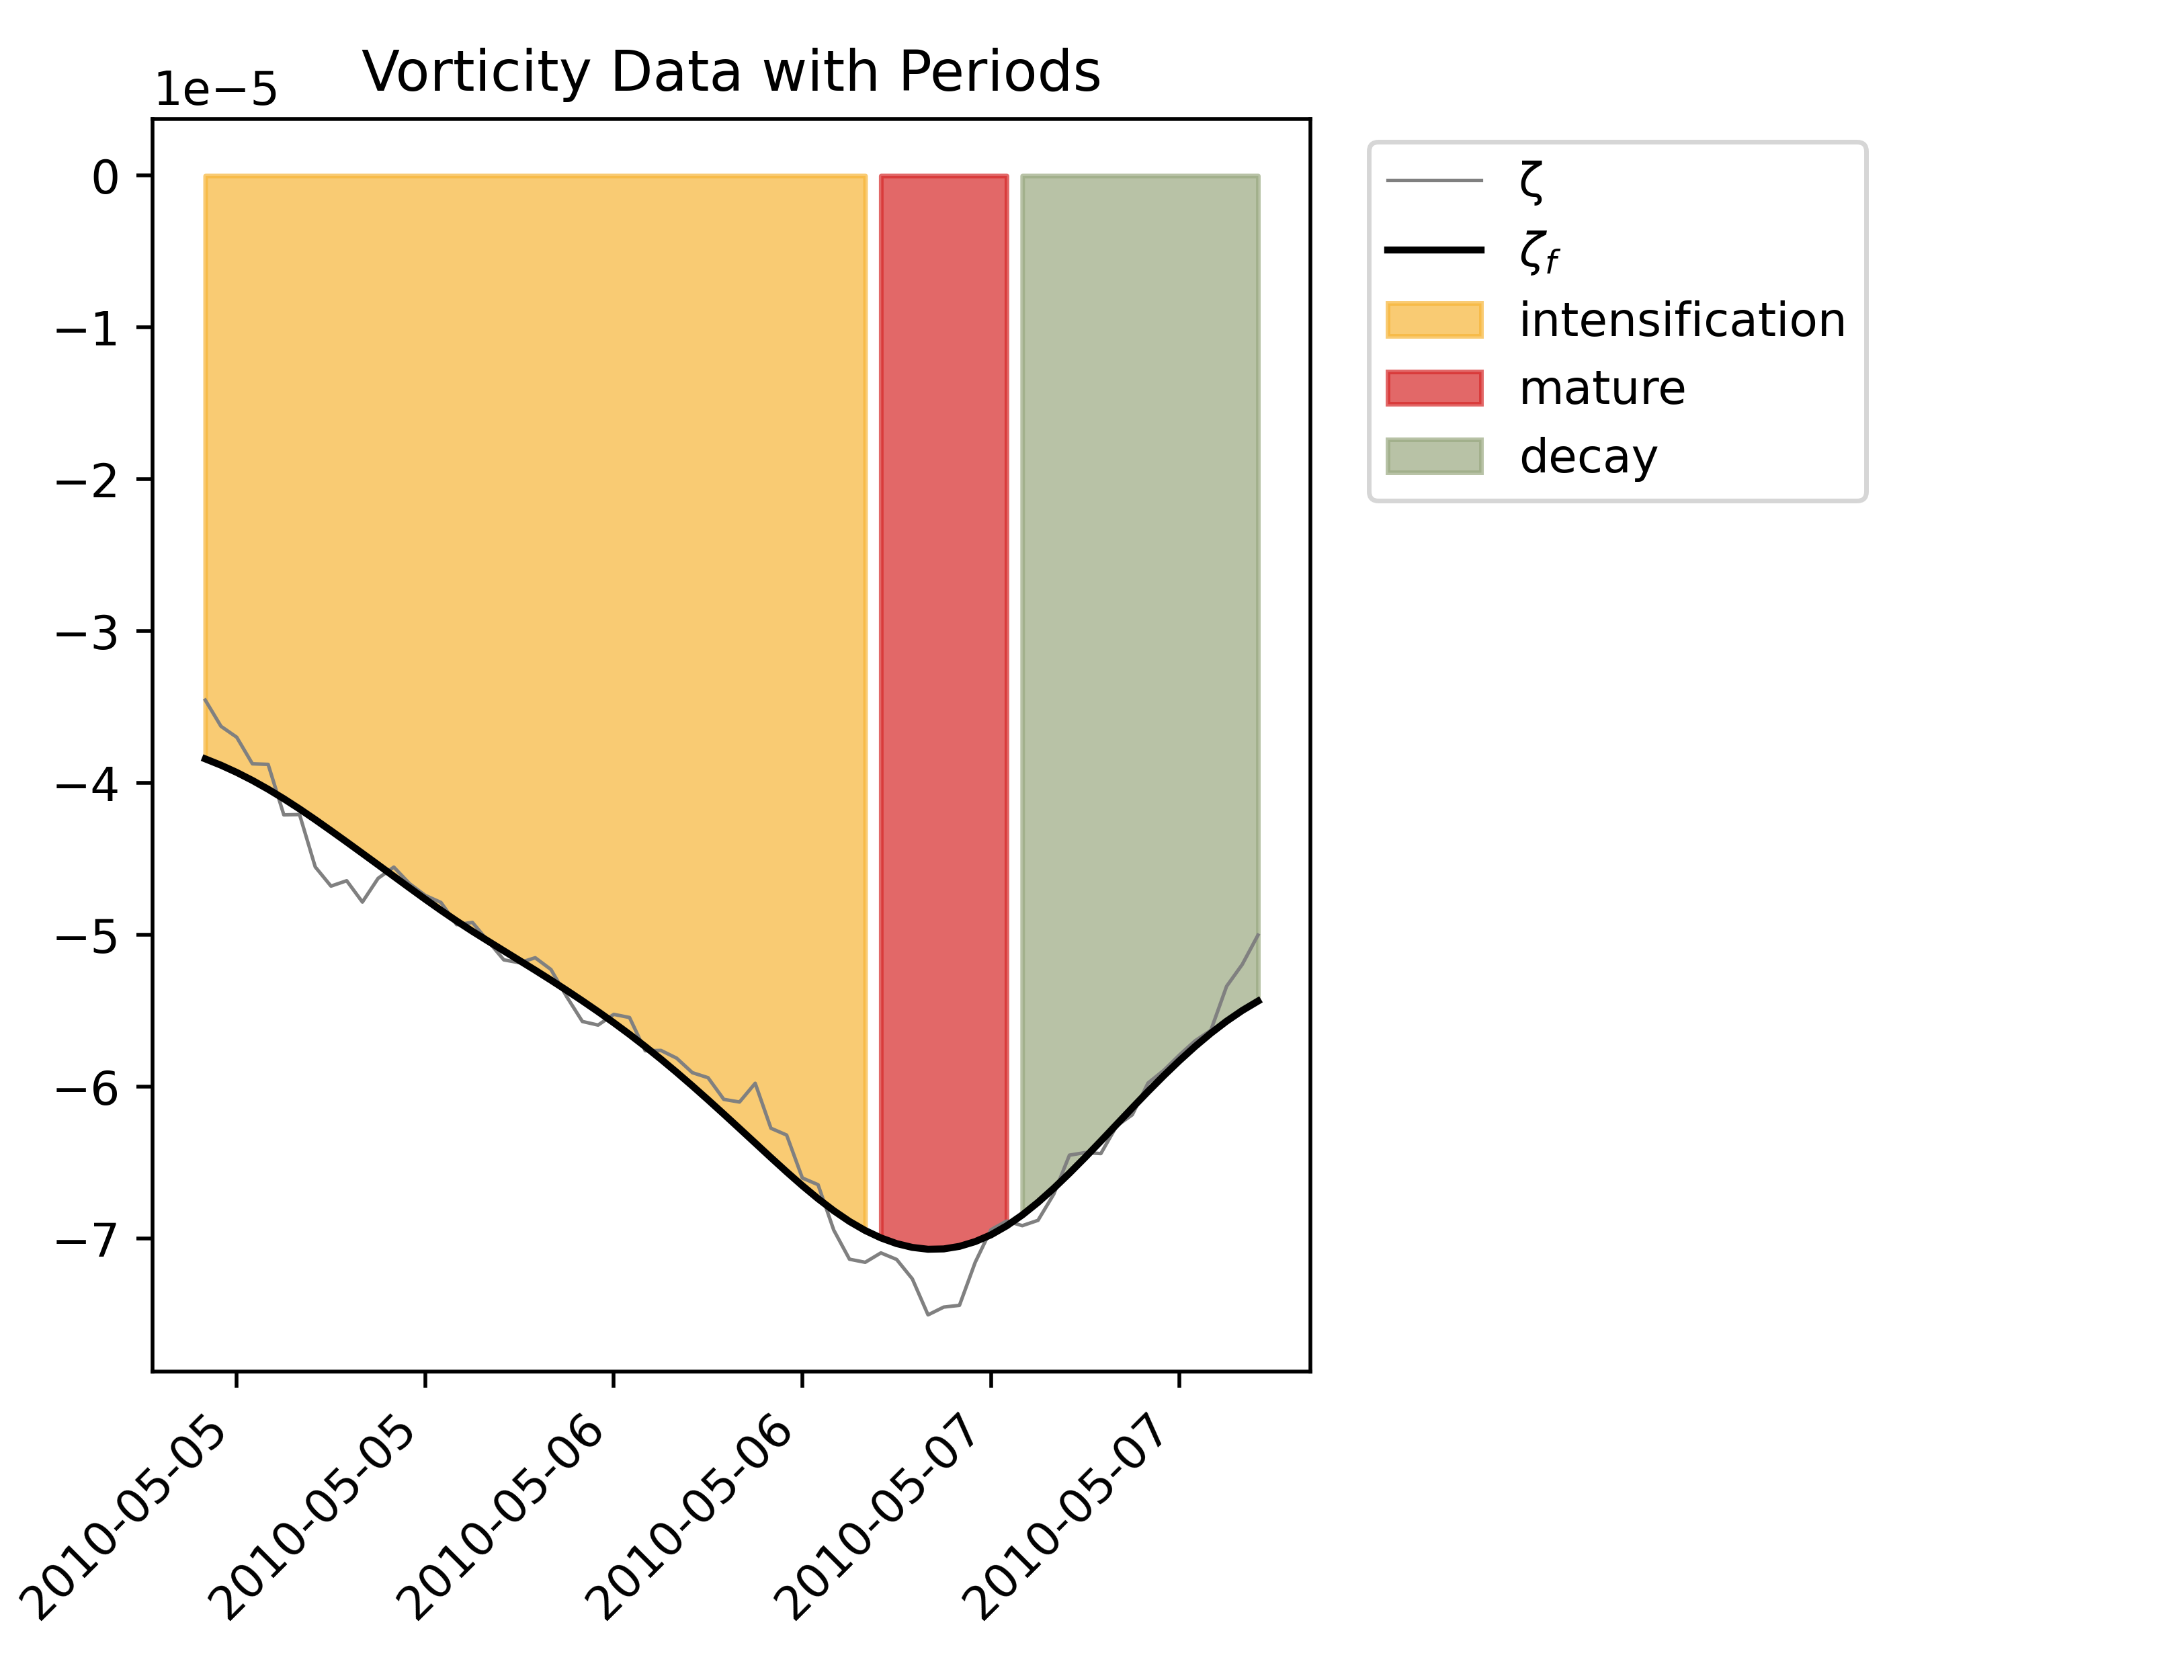 Vorticity Data with Periods
1e−5
0
−1
−2
−3
−4
−5
−6
−7
2010-05-05
2010-05-05
2010-05-06
2010-05-06
2010-05-07
2010-05-07
ζ
ζf
intensification
mature
decay